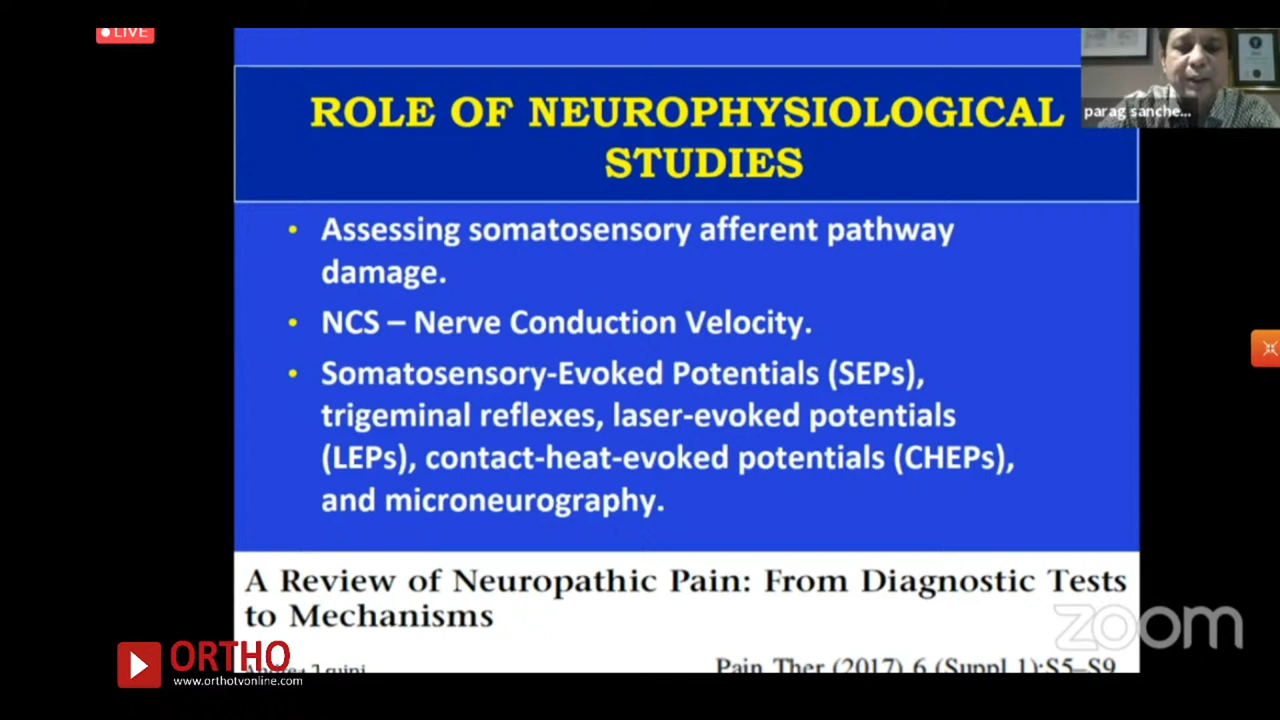 LIVE
ROLE OF NEUROPHYSIOLOGICAL
STUDIES
parag sanche...
• Assessing somatosensory afferent pathway
damage.
• NCS – Nerve Conduction Velocity.
• Somatosensory-Evoked Potentials (SEPs),
trigeminal reflexes, laser-evoked potentials
(LEPs), contact-heat-evoked potentials (CHEPs),
and microneurography.
A Review of Neuropathic Pain: From Diagnostic Tests
to Mechanisms
zoom
ORTHO
www.orthotvonline.com
Pain Ther (2017) 6 (Suppl 1):S5–S9